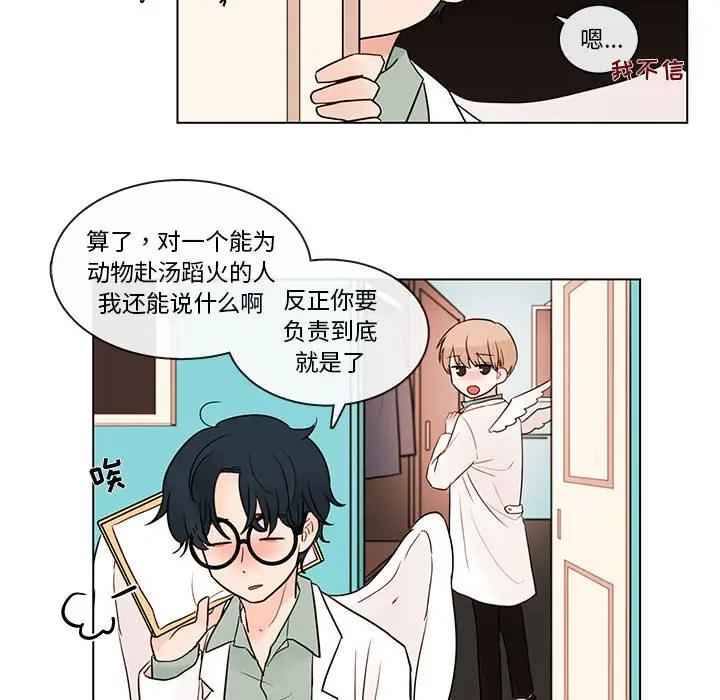 嗯...
我不信
算了，对一个能为
动物赴汤蹈火的人
我还能说什么啊
反正你要
负责到底
就是了
唉